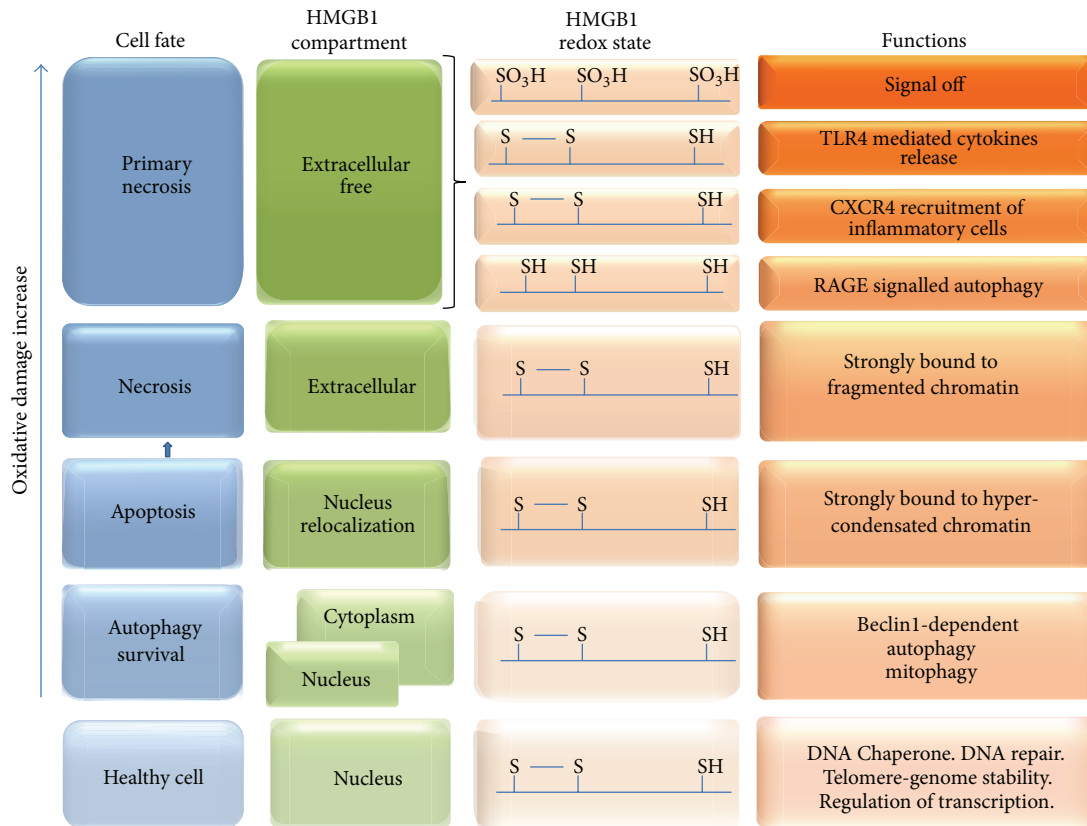 Cell fate
HMGB1
compartment
HMGB1
redox state
Functions
Oxidative damage increase
Primary
necrosis
Extracellular
free
SO3H SO3H SO3H
Signal off
S S SH
TLR4 mediated cytokines
release
S S SH
CXCR4 recruitment of
inflammatory cells
SH SH SH
RAGE signalled autophagy
Necrosis
Extracellular
S S SH
Strongly bound to
fragmented chromatin
Apoptosis
Nucleus
relocalization
S S SH
Strongly bound to hyper-
condensated chromatin
Autophagy
survival
Cytoplasm
Nucleus
S S SH
Beclin1-dependent
autophagy
mitophagy
Healthy cell
Nucleus
S S SH
DNA Chaperone. DNA repair.
Telomere-genome stability.
Regulation of transcription.